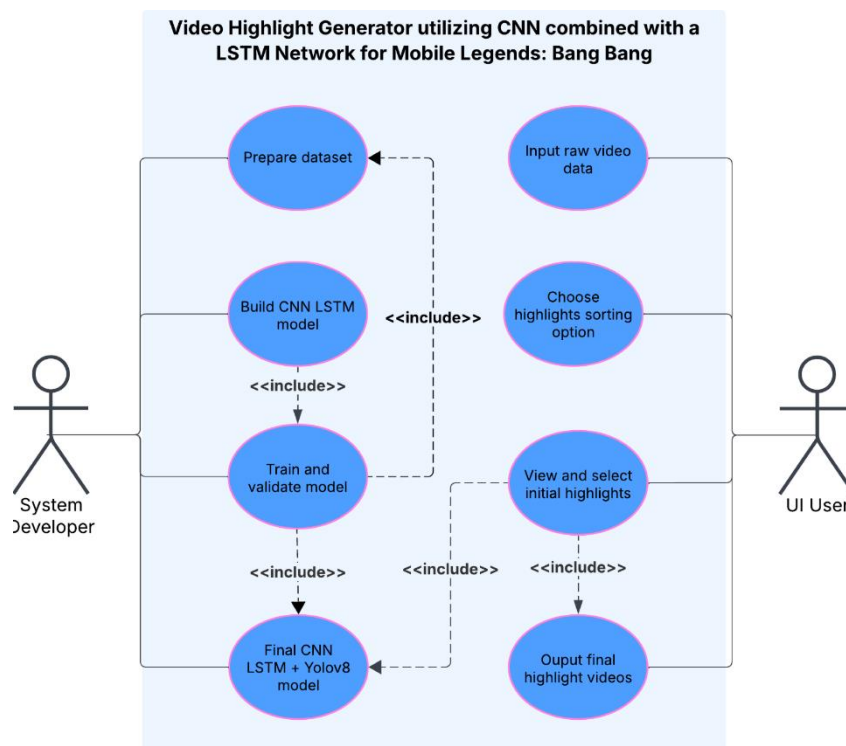 Video Highlight Generator utilizing CNN combined with a
LSTM Network for Mobile Legends: Bang Bang
Prepare dataset
Input raw video
data
Build CNN LSTM
model
<<include>>
Choose
highlights sorting
option
<<include>>
Train and
validate model
View and select
initial highlights
System
Developer
UI User
<<include>>
<<include>>
<<include>>
Final CNN
LSTM + Yolov8
model
Ouput final
highlight videos